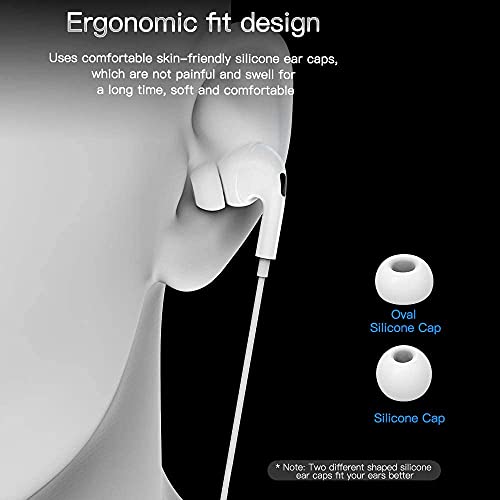 Ergonomic fit design
Uses comfortable skin-friendly silicone ear caps,
which are not painful and swell for
a long time, soft and comfortable
Oval
Silicone Cap
Silicone Cap
* Note: Two different shaped silicone
ear caps fit your ears better